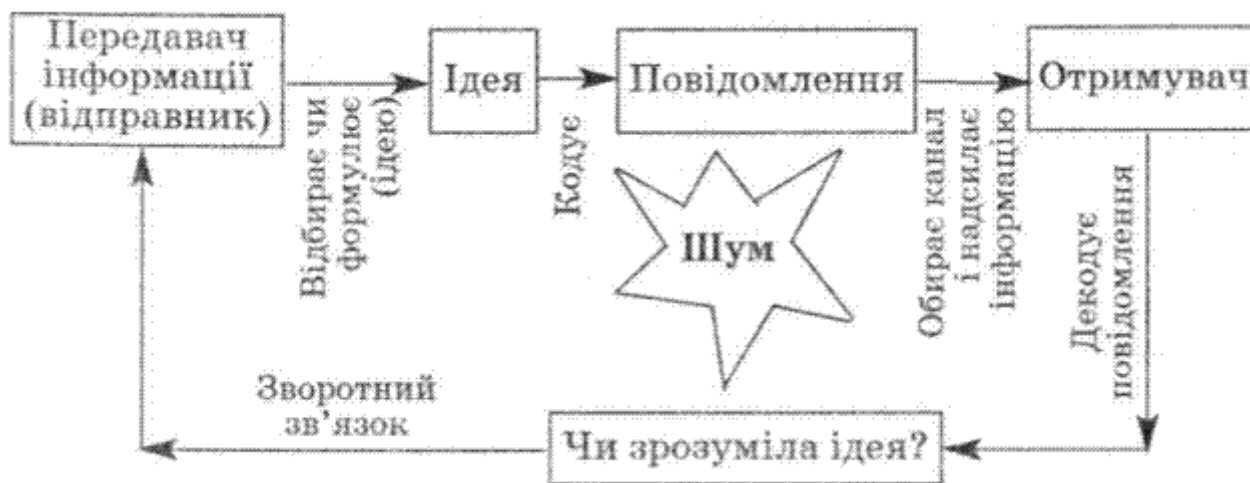 Передавач
інформації
(відправник)
Відбирає чи
формулює
(ідею)
Ідея
Кодує
Повідомлення
Обирає канал
і надсилає
інформацію
Отримувач
Декодує
повідомлення
Шум
Чи зрозуміла ідея?
Зворотний
зв'язок